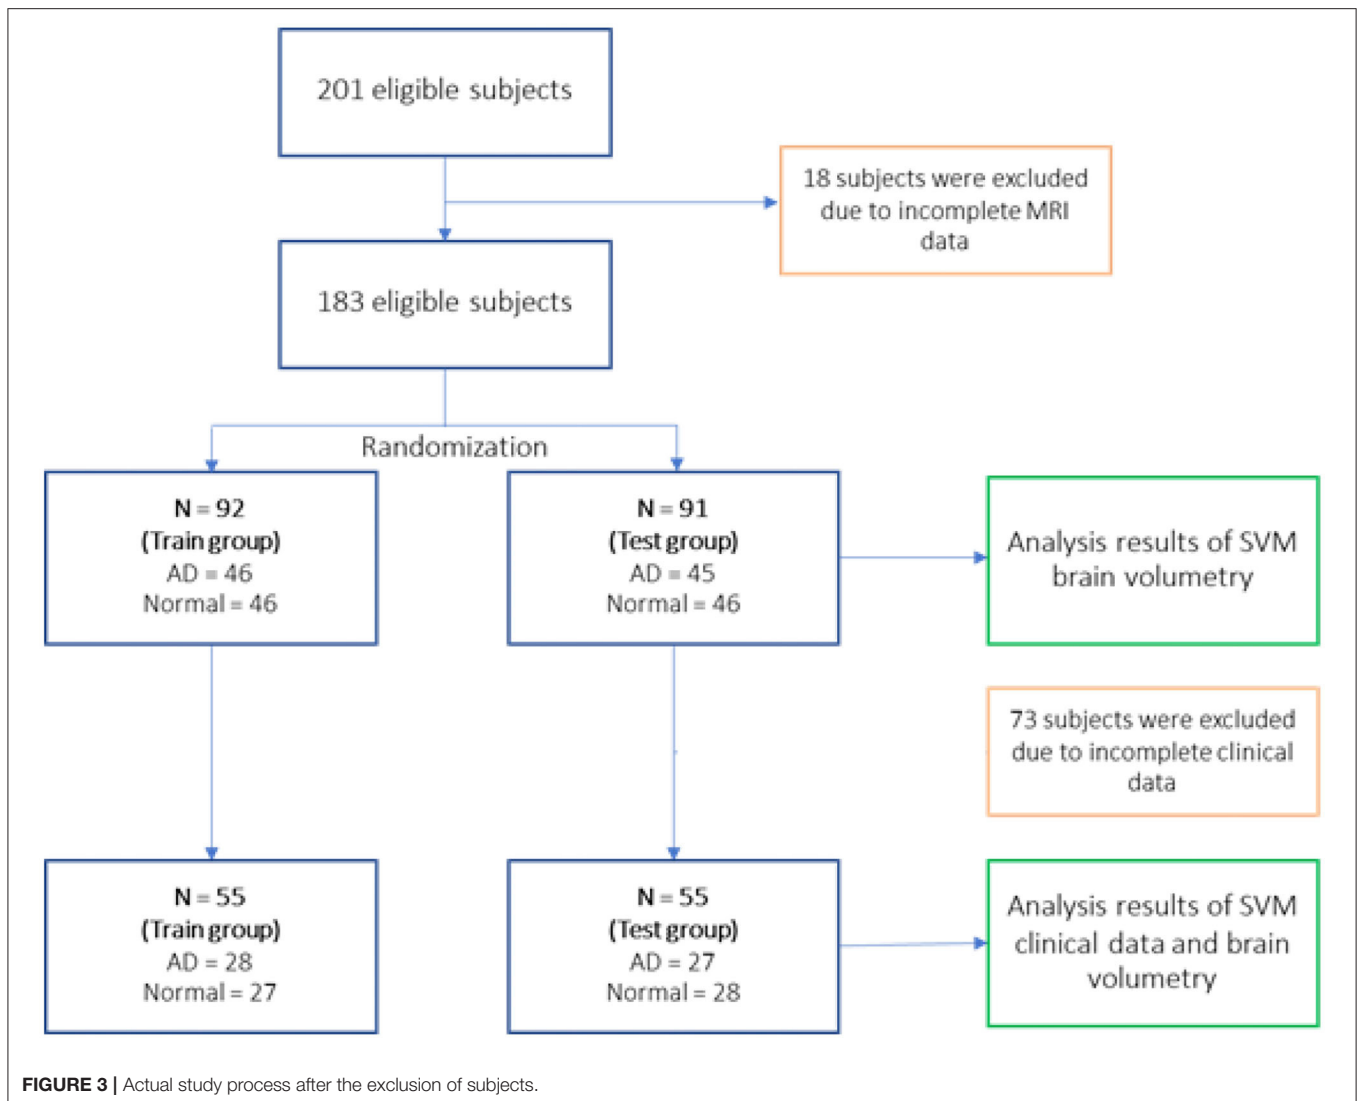 201 eligible subjects
18 subjects were excluded
due to incomplete MRI
data
183 eligible subjects
Randomization
N = 92
(Train group)
AD = 46
Normal = 46
N = 91
(Test group)
AD = 45
Normal = 46
Analysis results of SVM
brain volumetry
73 subjects were excluded
due to incomplete clinical
data
N = 55
(Train group)
AD = 28
Normal = 27
N = 55
(Test group)
AD = 27
Normal = 28
Analysis results of SVM
clinical data and brain
volumetry
FIGURE 3 | Actual study process after the exclusion of subjects.